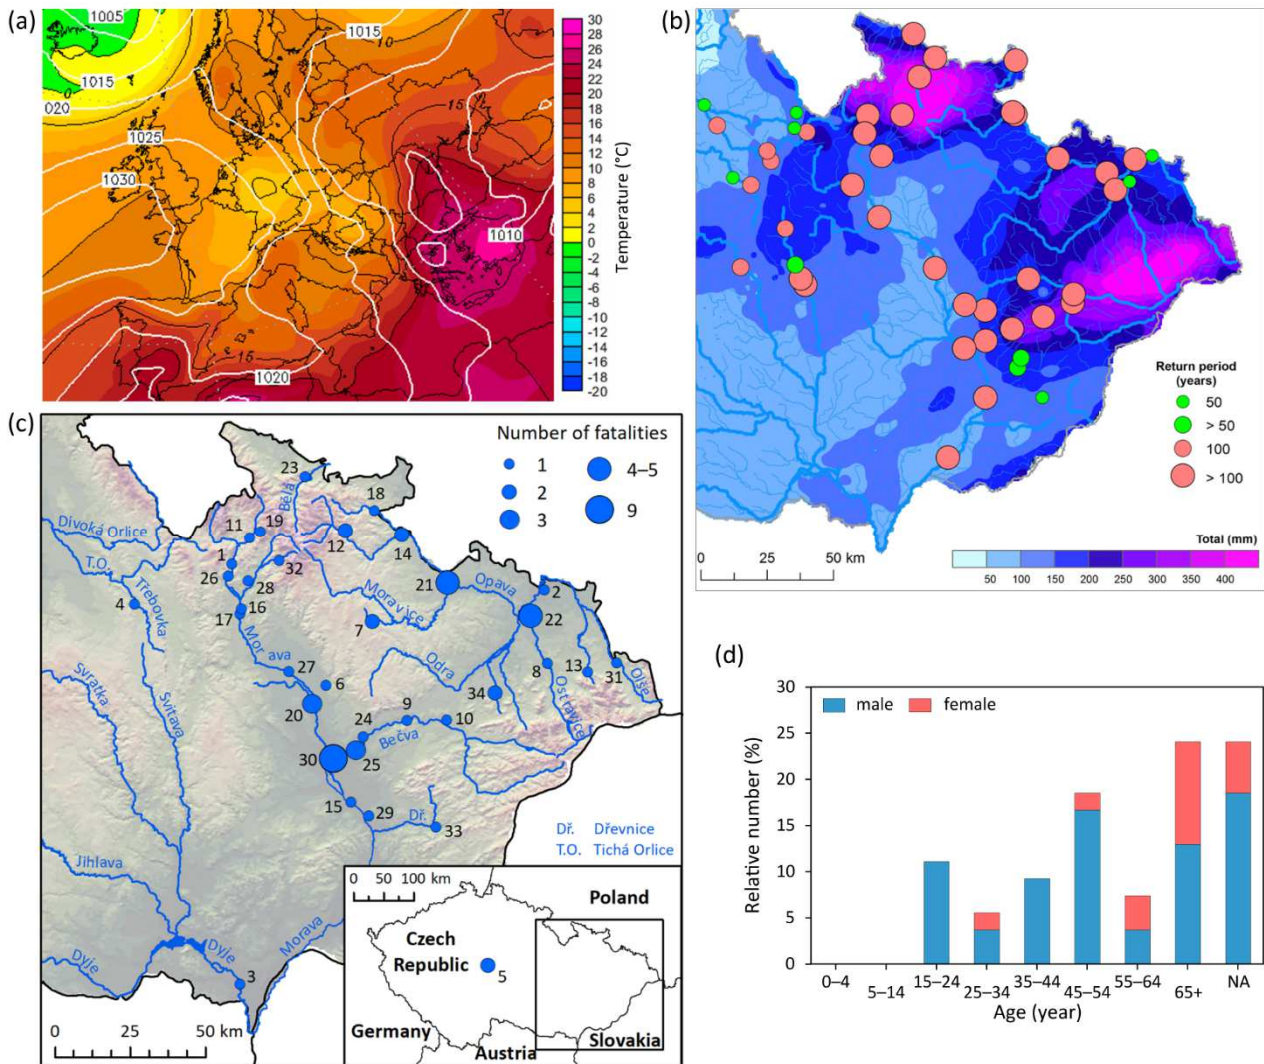 (a)
1005
1015
020
1025
1030
1015
10
15
1010
15
1020
30
28
26
24
22
20
18
16
14
12
10
8
6
4
2
0
-2
-4
-6
-8
-10
-12
-14
-16
-18
-20
Temperature (°C)
(b)
Return period
(years)
50
> 50
100
> 100
0 25 50 km
Total (mm)
50 100 150 200 250 300 350 400
(c)
Number of fatalities
1
2
3
4–5
9
23
Bělá
18
Divoká Orlice
11
19
12
14
T.O.
1
26
28
32
21
Opava
2
Třebovka
4
16
17
Moravice
7
22
Morava
27
6
Odra
8
13
31
Olše
Svratka
Svitava
20
34
Ostravice
24
9
10
Bečva
30
25
15
29
Dř.
33
Dř. Dřevnice
T.O. Tichá Orlice
Jihlava
Dyje
Dyje
Morava
3
0 25 50 km
0 50 100 km
Poland
Czech
Republic
5
Germany
Austria
Slovakia
(d)
male female
Relative number (%)
30
25
20
15
10
5
0
0–4
5–14
15–24
25–34
35–44
45–54
55–64
65+
NA
Age (year)